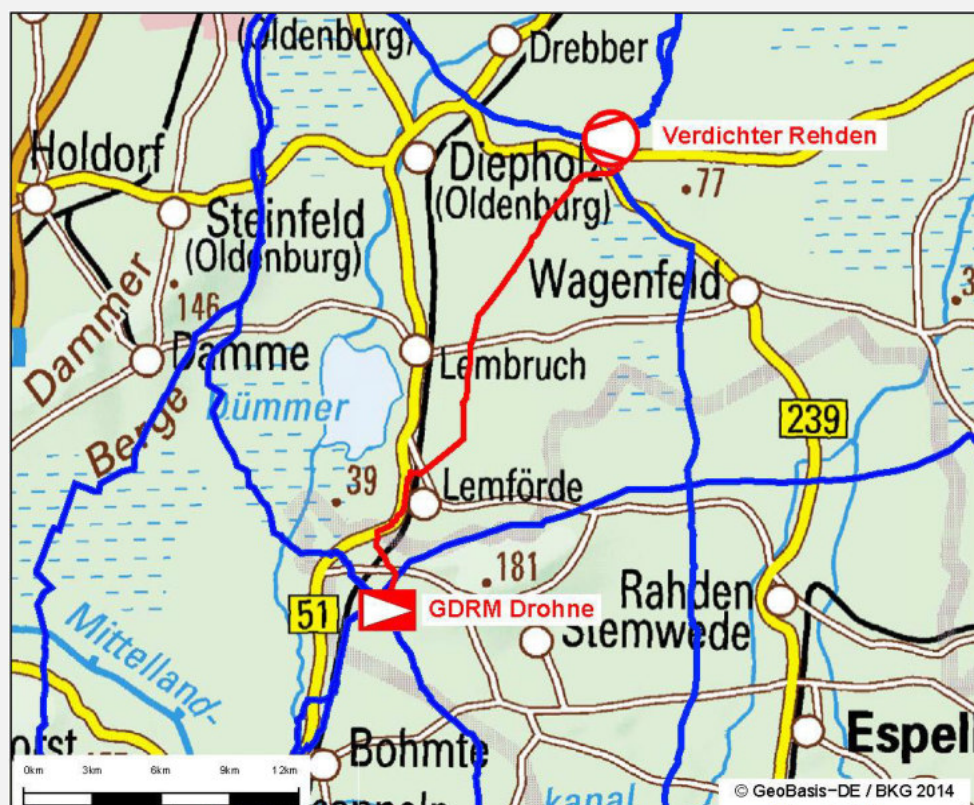 (Oldenburg)
Drebber
Verdichter Rehden
Holdorf
Diepholz
(Oldenburg)
77
Steinfeld
(Oldenburg)
Dammer
Berge
146
Wagenfeld
3
Damme
Lembruch
Dümmer
239
39
Lemförde
181
51
GDRM Drohne
Rahden
Stemwede
Mittelland-
Bohmte
Espel
kanal
0km 3km 6km 9km 12km
© GeoBasis-DE / BKG 2014